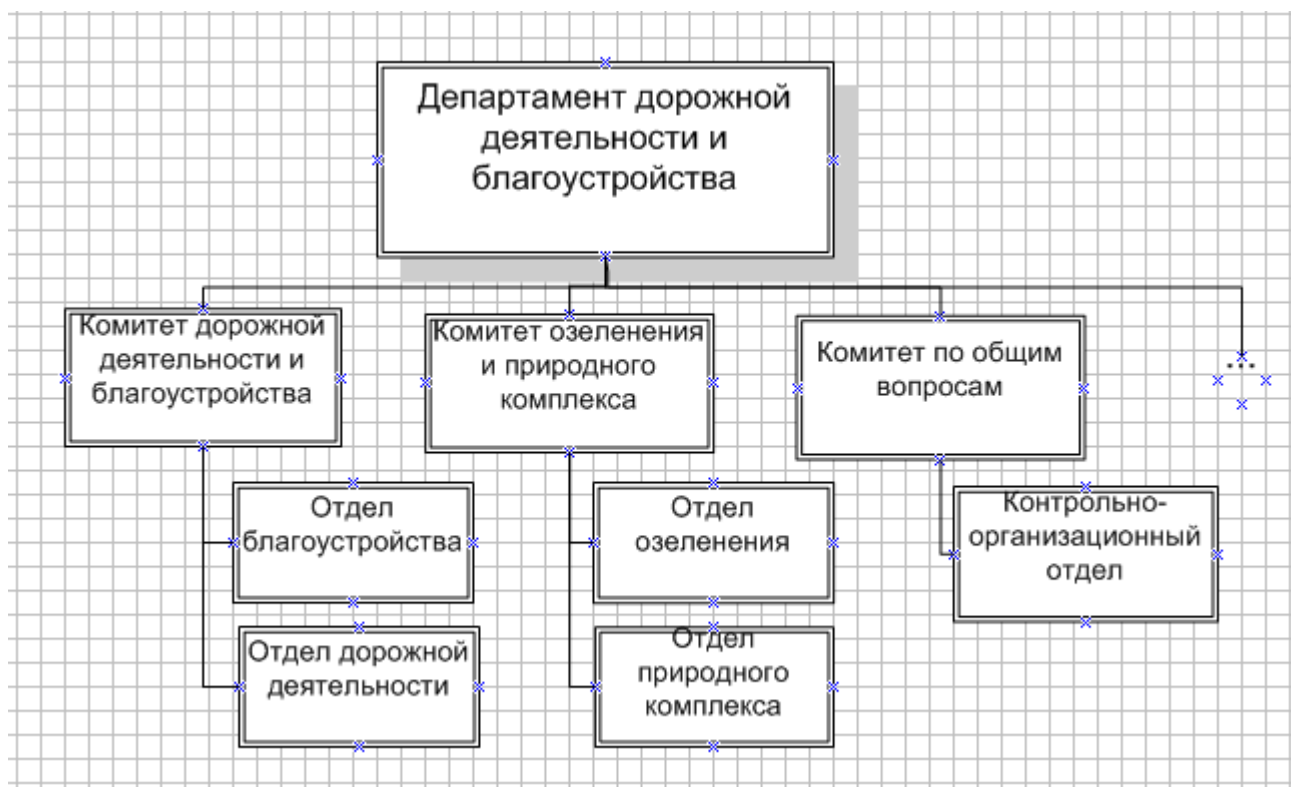 Департамент дорожной
деятельности и
благоустройства
Комитет дорожной
деятельности и
благоустройства
Комитет озеленения
и природного
комплекса
Комитет по общим
вопросам
...
Отдел
благоустройства
Отдел
озеленения
Контрольно-
организационный
отдел
Отдел дорожной
деятельности
Отдел
природного
комплекса